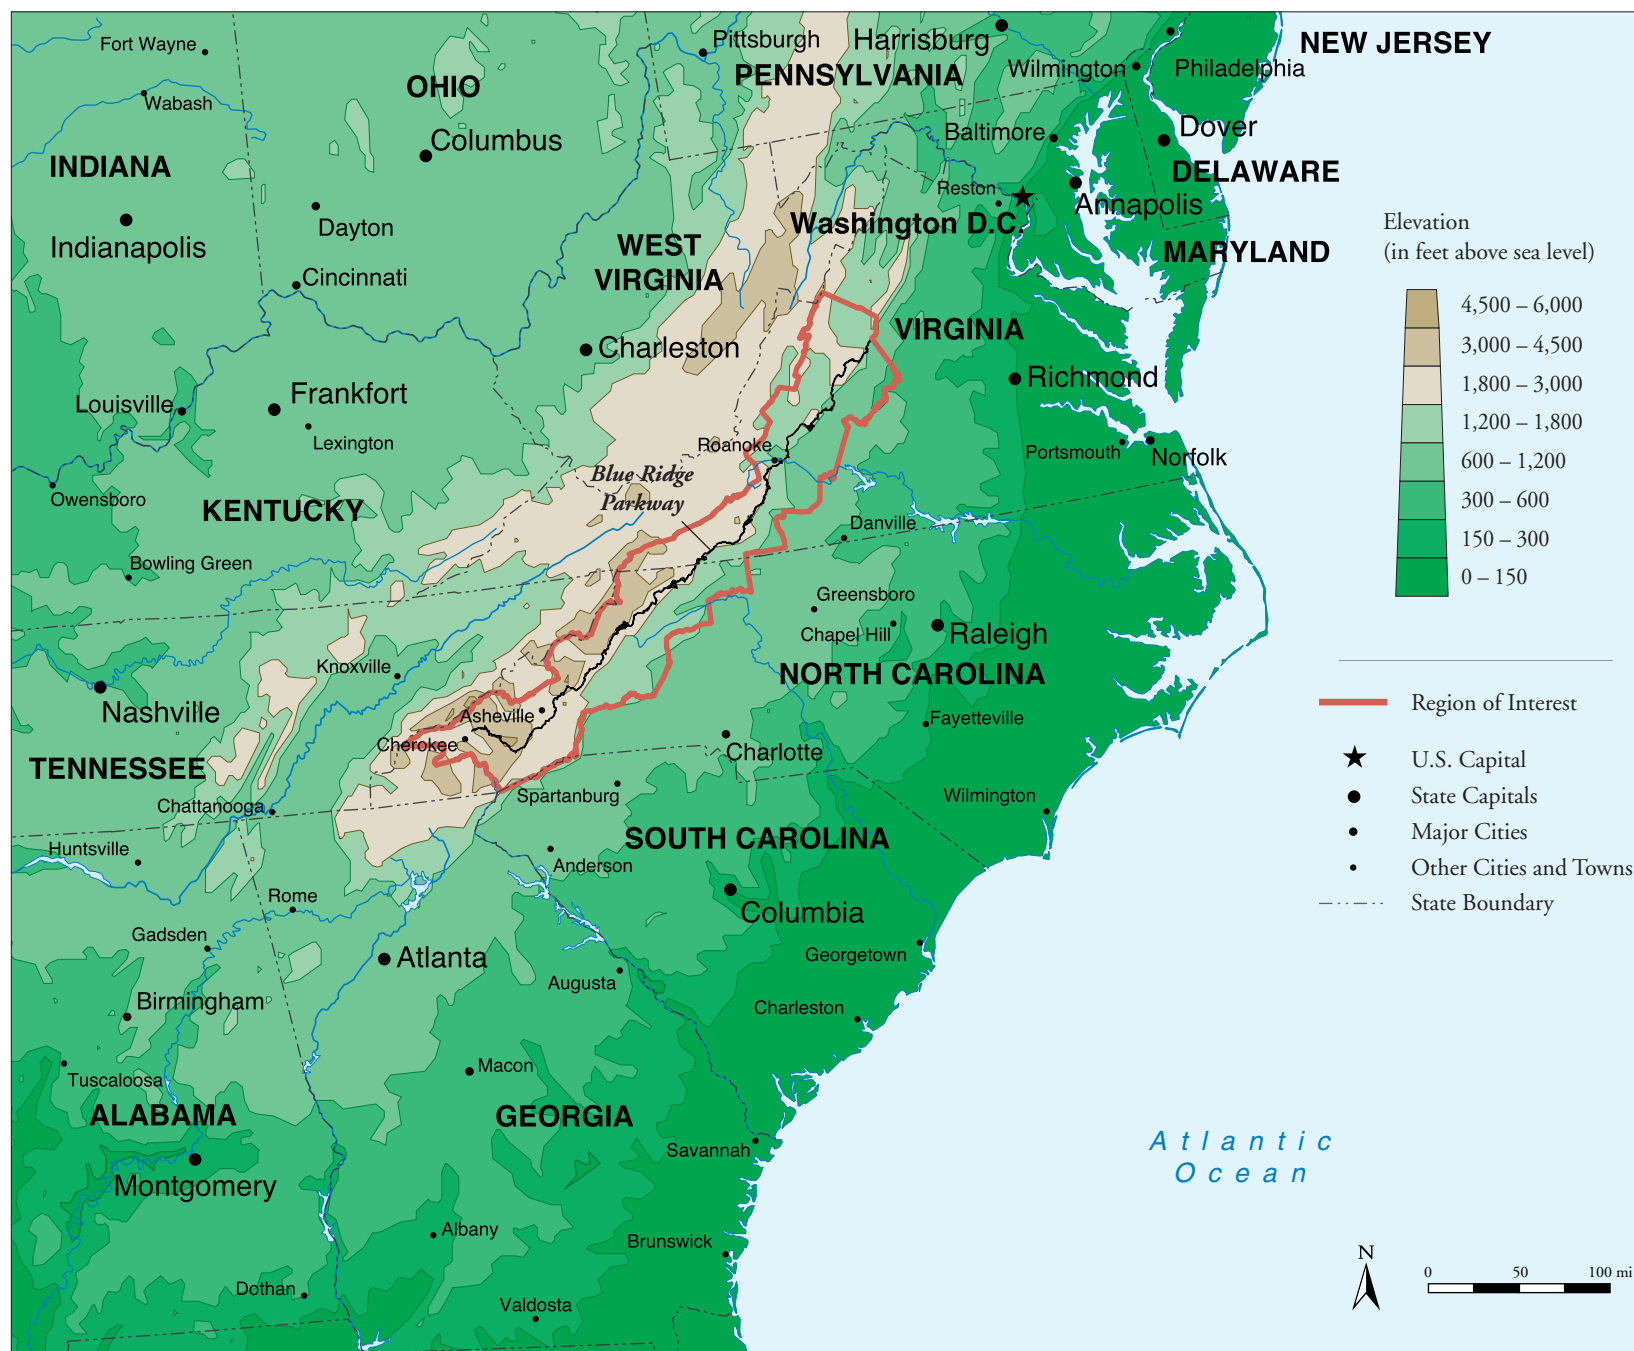 Fort Wayne
Pittsburgh
Harrisburg
NEW JERSEY
OHIO
PENNSYLVANIA
Wilmington
Philadelphia
Wabash
Columbus
Baltimore
Dover
INDIANA
DELAWARE
Reston
Annapolis
Dayton
Washington D.C.
Indianapolis
WEST
VIRGINIA
MARYLAND
Cincinnati
VIRGINIA
Charleston
Richmond
Frankfort
Louisville
Lexington
Roanoke
Portsmouth
Norfolk
Blue Ridge
Parkway
Owensboro
KENTUCKY
Danville
Bowling Green
Greensboro
Chapel Hill
Raleigh
Knoxville
NORTH CAROLINA
Nashville
Asheville
Fayetteville
Cherokee
Charlotte
TENNESSEE
Chattanooga
Spartanburg
Wilmington
Huntsville
SOUTH CAROLINA
Anderson
Rome
Columbia
Gadsden
Atlanta
Georgetown
Augusta
Birmingham
Charleston
Macon
Tuscaloosa
ALABAMA
GEORGIA
Savannah
Montgomery
Albany
Brunswick
Dothan
Valdosta
Atlantic
Ocean
Elevation
(in feet above sea level)
4,500 – 6,000
3,000 – 4,500
1,800 – 3,000
1,200 – 1,800
600 – 1,200
300 – 600
150 – 300
0 – 150
Region of Interest
U.S. Capital
State Capitals
Major Cities
Other Cities and Towns
State Boundary
N
0 50 100 mi